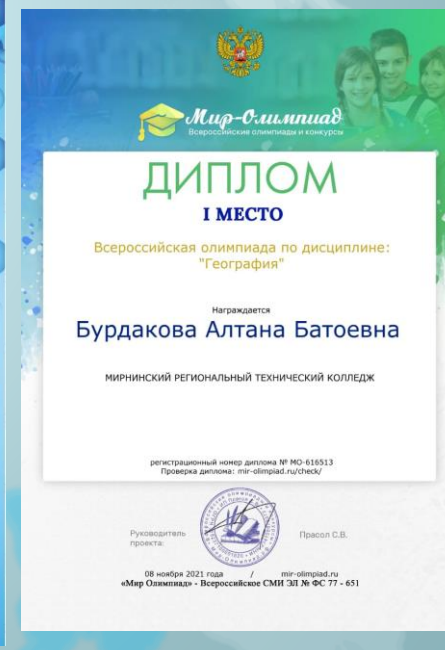 Мир-Олимпиад
Всероссийские олимпиады и конкурсы
ДИПЛОМ
I МЕСТО
Всероссийская олимпиада по дисциплине:
"География"
Награждается
Бурдакова Алтана Батоевна
МИРНИНСКИЙ РЕГИОНАЛЬНЫЙ ТЕХНИЧЕСКИЙ КОЛЛЕДЖ
регистрационный номер диплома № МО-616513
Проверка диплома: mir-olimpiad.ru/check/
Руководитель
проекта:
Прасол С.В.
08 ноября 2021 года / mir-olimpiad.ru
«Мир Олимпиад» - Всероссийское СМИ ЭЛ № ФС 77 - 651